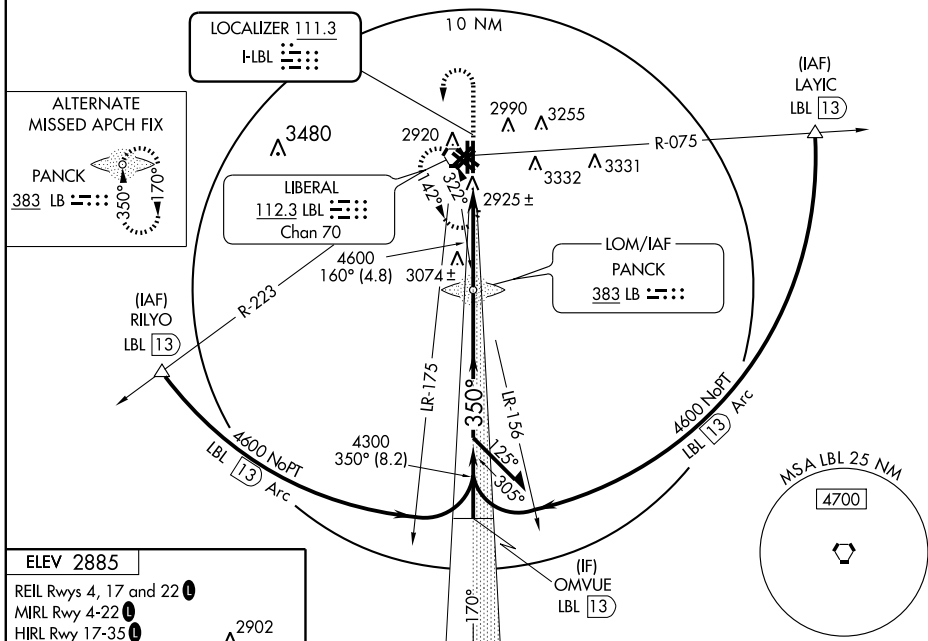 10 NM
LOCALIZER 111.3
I-LBL
(IAF)
LAYIC
LBL 13
ALTERNATE
MISSED APCH FIX
PANCK
383 LB
350°
170°
3480
2920
2990
3255
R-075
3332
3331
LIBERAL
112.3 LBL
Chan 70
142°
322°
2925 ±
4600
160° (4.8)
3074 ±
LOM/IAF
PANCK
383 LB
(IAF)
RILYO
LBL 13
R-223
LR-175
350°
LR-156
4600 NoPT
LBL 13 Arc
4600 NoPT
LBL 13 Arc
4300
350° (8.2)
125°
305°
MSA LBL 25 NM
4700
(IF)
OMVUE
LBL 13
170°
ELEV 2885
REIL Rwys 4, 17 and 22 L
MIRL Rwy 4-22 L
HIRL Rwy 17-35 L
2902